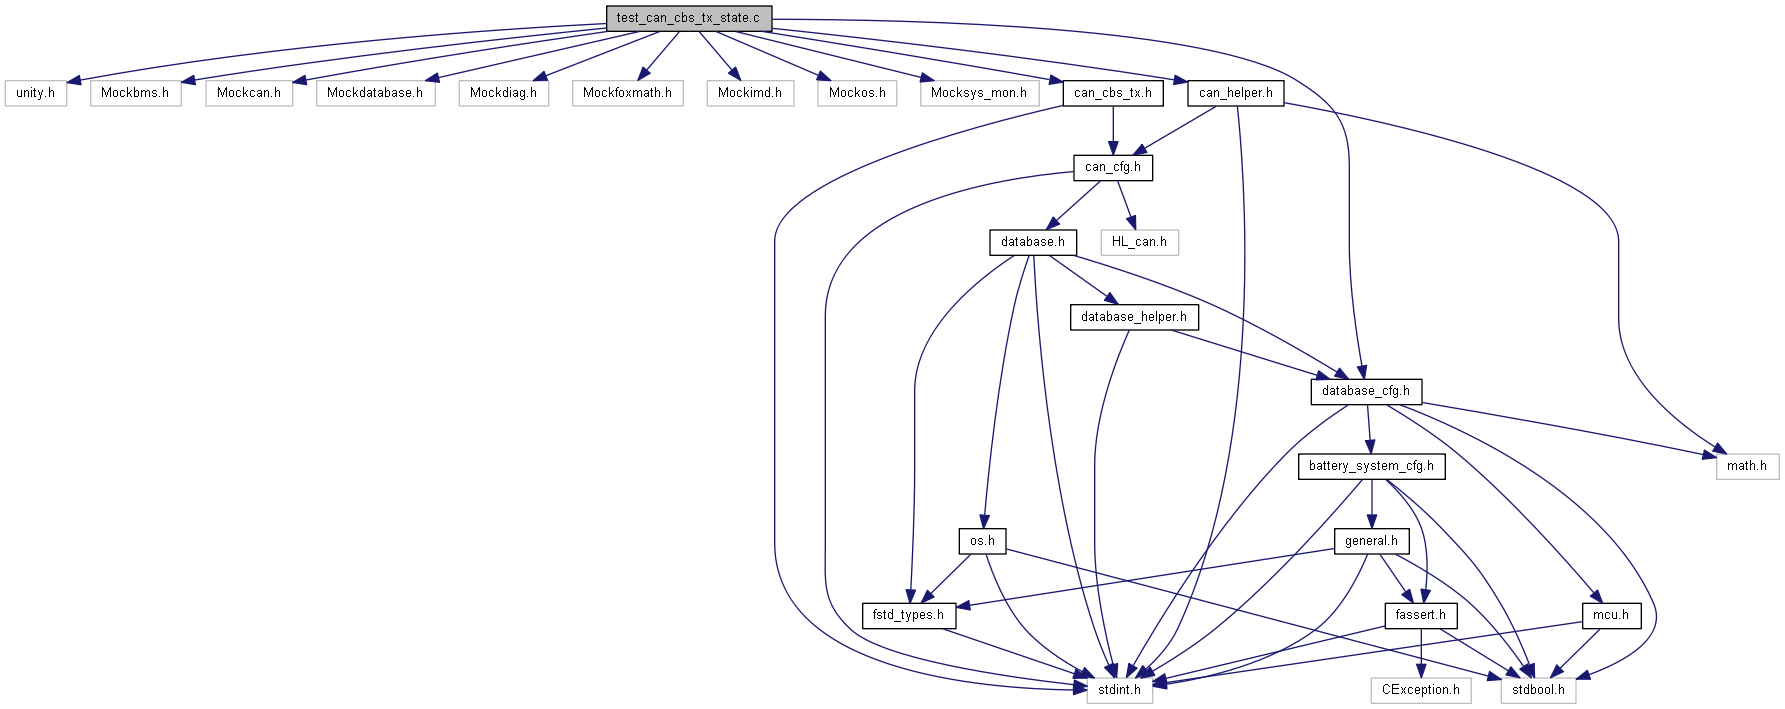 test_can_cbs_tx_state.c
unity.h
Mockbms.h
Mockcan.h
Mockdatabase.h
Mockdiag.h
Mockfoxmath.h
Mockimd.h
Mockos.h
Mocksys_mon.h
can_cbs_tx.h
can_helper.h
can_cfg.h
database.h
HL_can.h
database_helper.h
database_cfg.h
battery_system_cfg.h
math.h
os.h
general.h
fstd_types.h
fassert.h
mcu.h
stdint.h
CException.h
stdbool.h